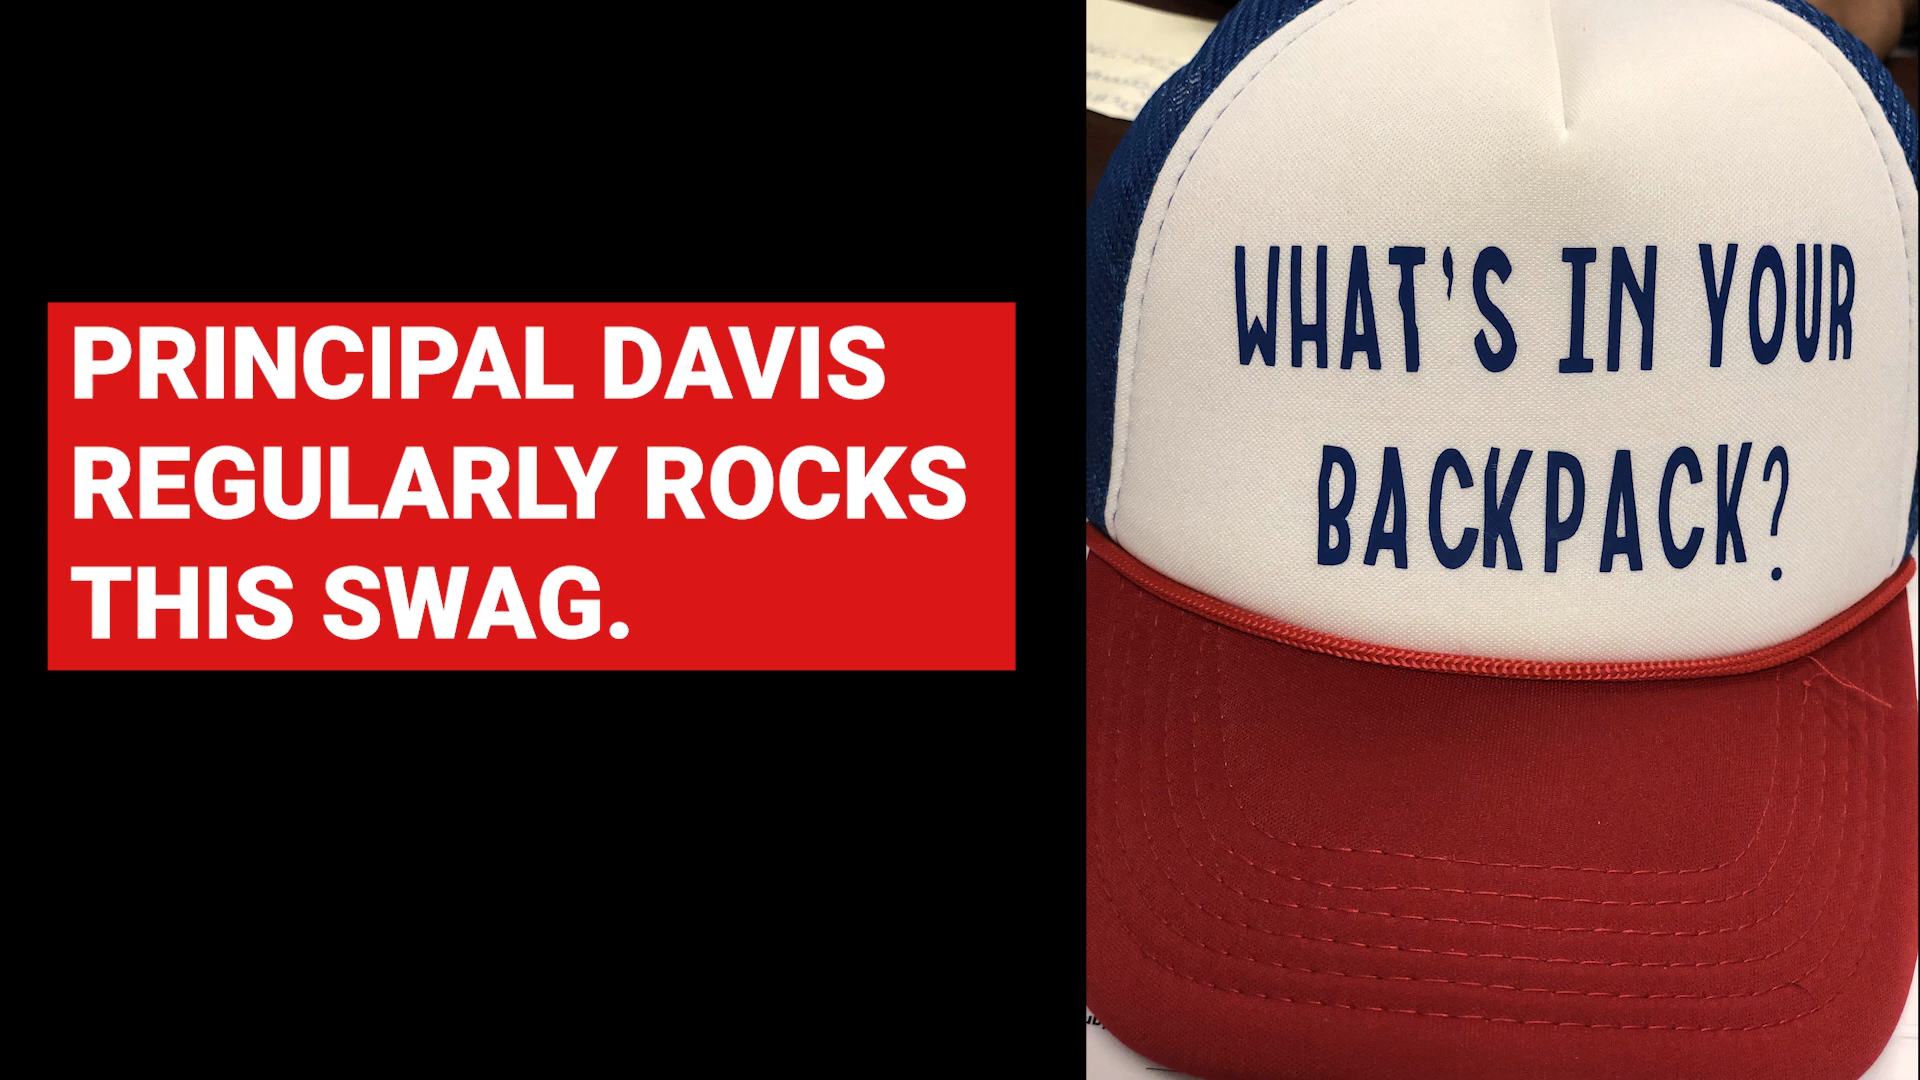 PRINCIPAL DAVIS
REGULARLY ROCKS
THIS SWAG.
WHAT'S IN YOUR
BACKPACK?